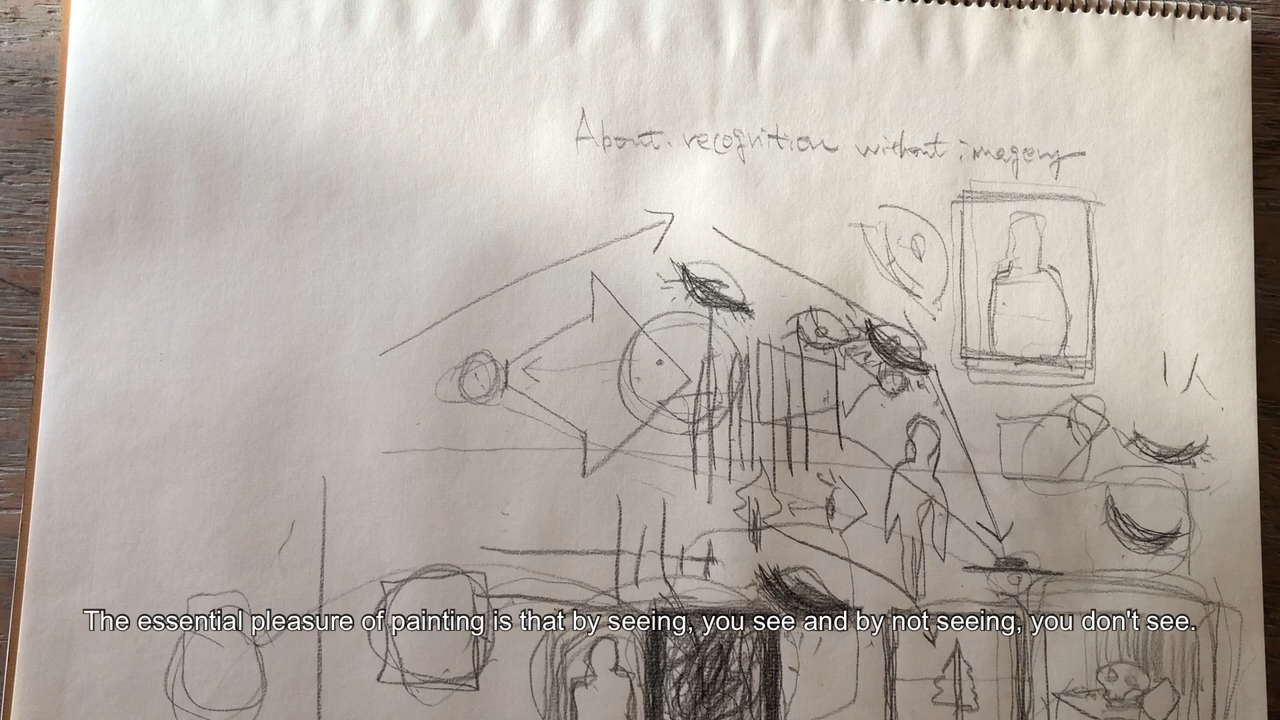 About recognition without imagery
The essential pleasure of painting is that by seeing, you see and by not seeing, you don't see.